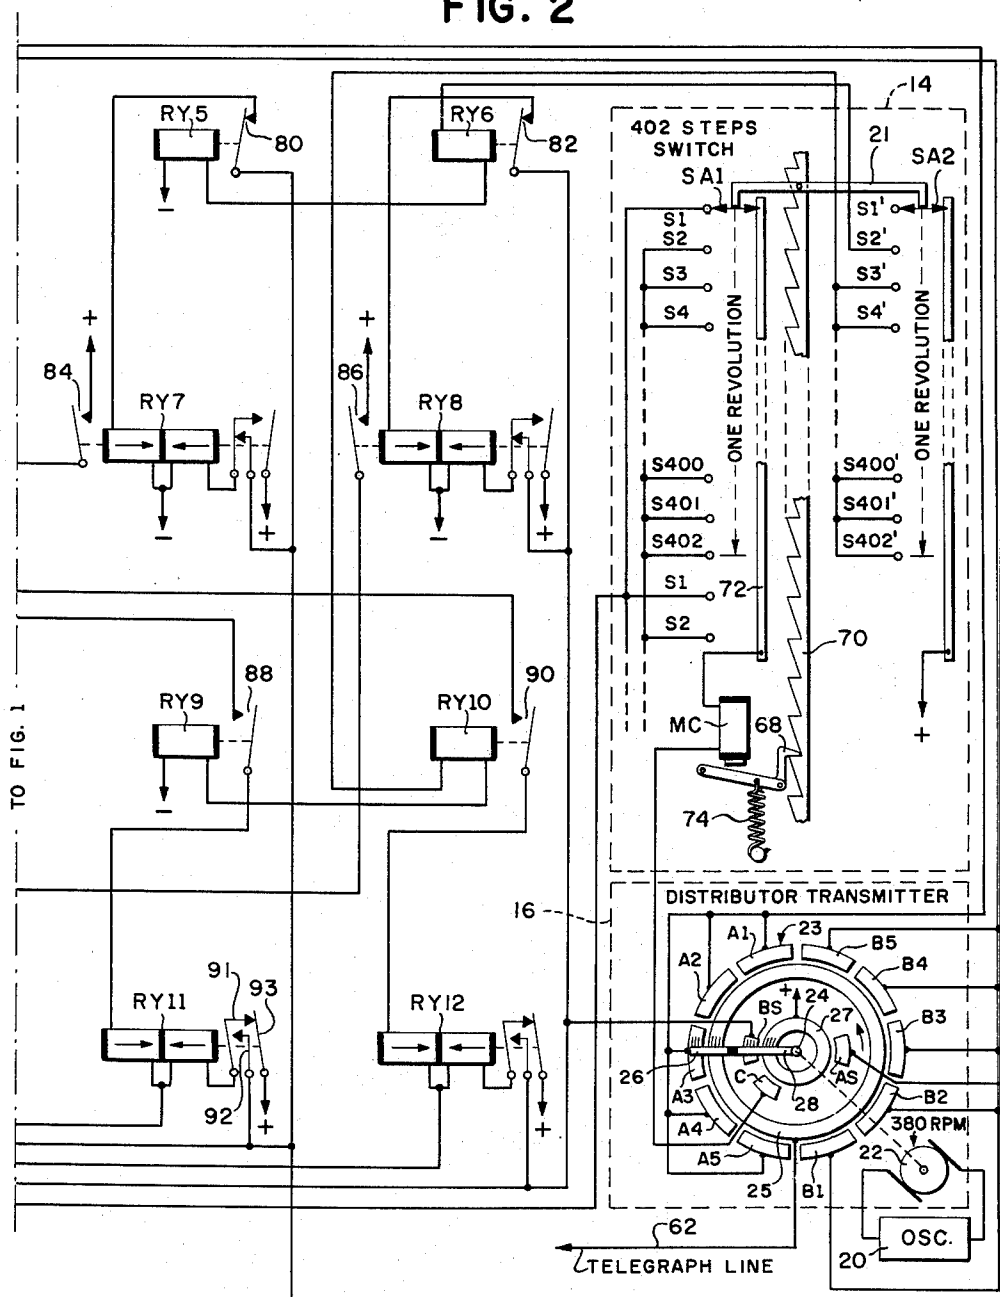 FIG. 2
RY5
80
RY6
82
14
402 STEPS
SWITCH
21
SA1
SA2
S1
S2
S3
S4
S1'
S2'
S3'
S4'
ONE REVOLUTION
ONE REVOLUTION
+
84
RY7
+
+
86
RY8
+
S400
S401
S402
S1
S2
S400'
S401'
S402'
72
70
+
TO FIG. 1
88
RY9
90
RY10
MC
68
74
DISTRIBUTOR TRANSMITTER
16
A1
23
B5
A2
B4
+
24
BS
27
B3
26
A3
C
28
AS
B2
A4
380 RPM
A5
25
B1
22
91
RY11
93
92
+
RY12
+
62
TELEGRAPH LINE
20
OSC.